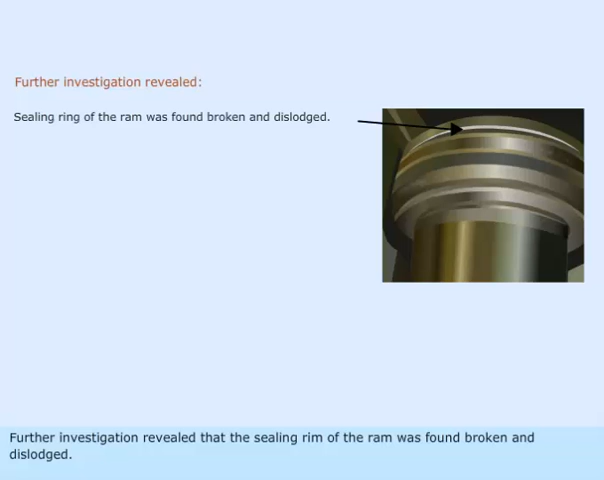 Further investigation revealed:
Sealing ring of the ram was found broken and dislodged.
Further investigation revealed that the sealing rim of the ram was found broken and
dislodged.